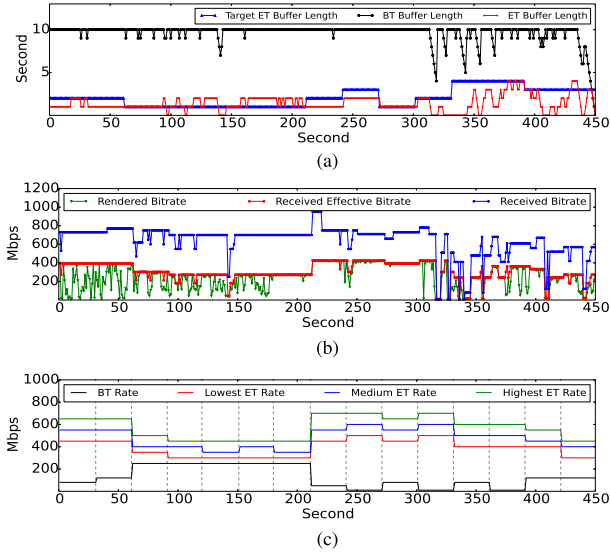 Target ET Buffer Length BT Buffer Length ET Buffer Length
Second
10
5
0 50 100 150 200 250 300 350 400 450
Second
(a)
1200
Rendered Bitrate Received Effective Bitrate Received Bitrate
1000
800
Mbps
600
400
200
0 50 100 150 200 250 300 350 400 450
Second
(b)
1000
BT Rate Lowest ET Rate Medium ET Rate Highest ET Rate
800
Mbps
600
400
200
0 50 100 150 200 250 300 350 400 450
Second
(c)